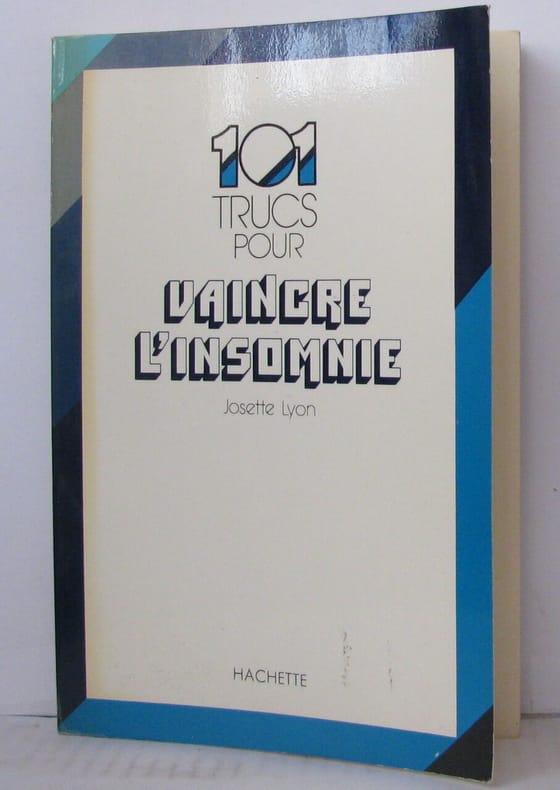 101
TRUCS
POUR
VAINCRE
L'INSOMNIE
Josette Lyon
HACHETTE